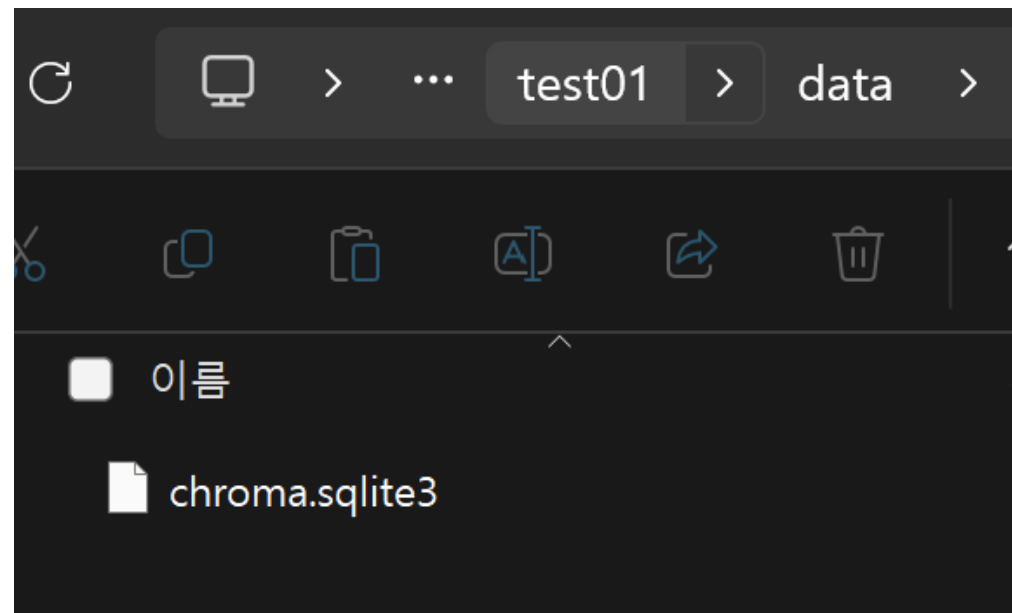 test01 > data >
이름
chroma.sqlite3